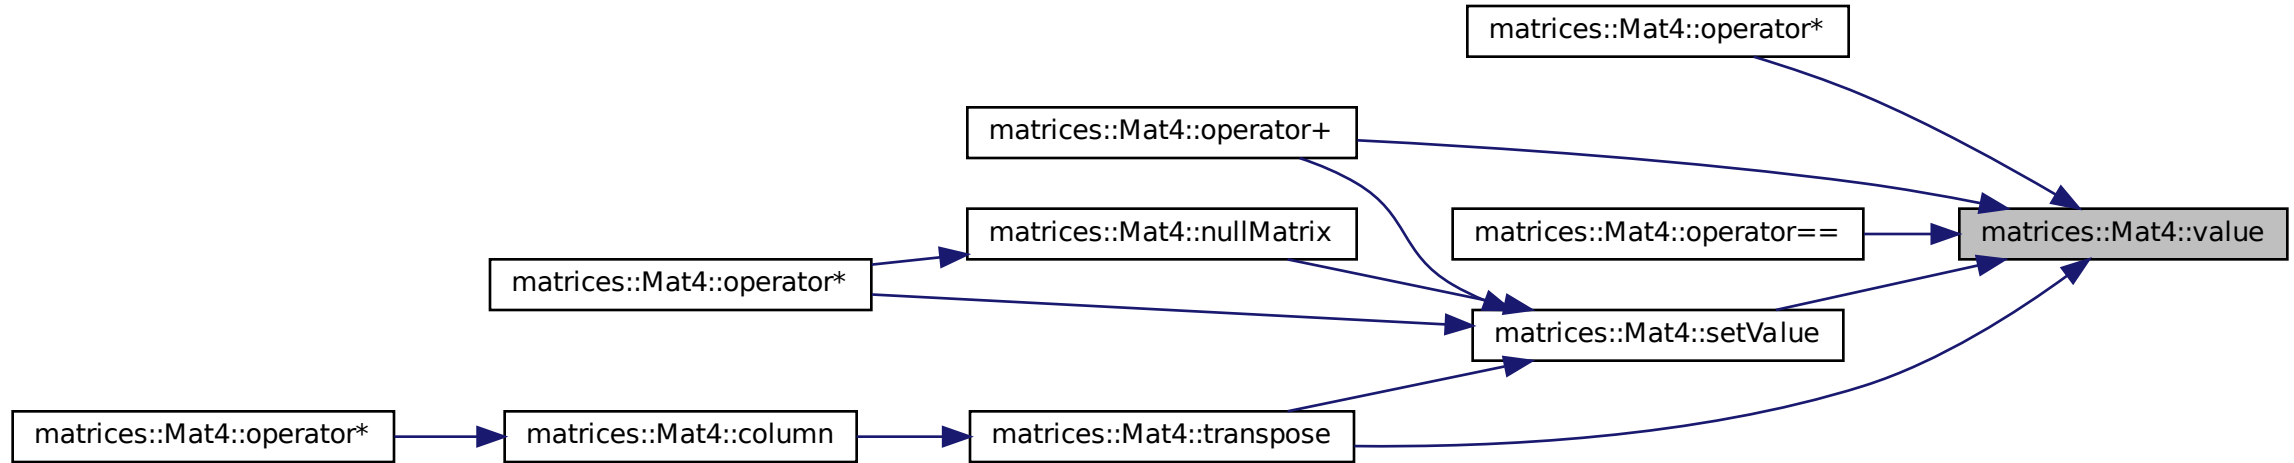 matrices::Mat4::operator*
matrices::Mat4::operator+
matrices::Mat4::nullMatrix
matrices::Mat4::operator==
matrices::Mat4::value
matrices::Mat4::operator*
matrices::Mat4::setValue
matrices::Mat4::operator*
matrices::Mat4::column
matrices::Mat4::transpose